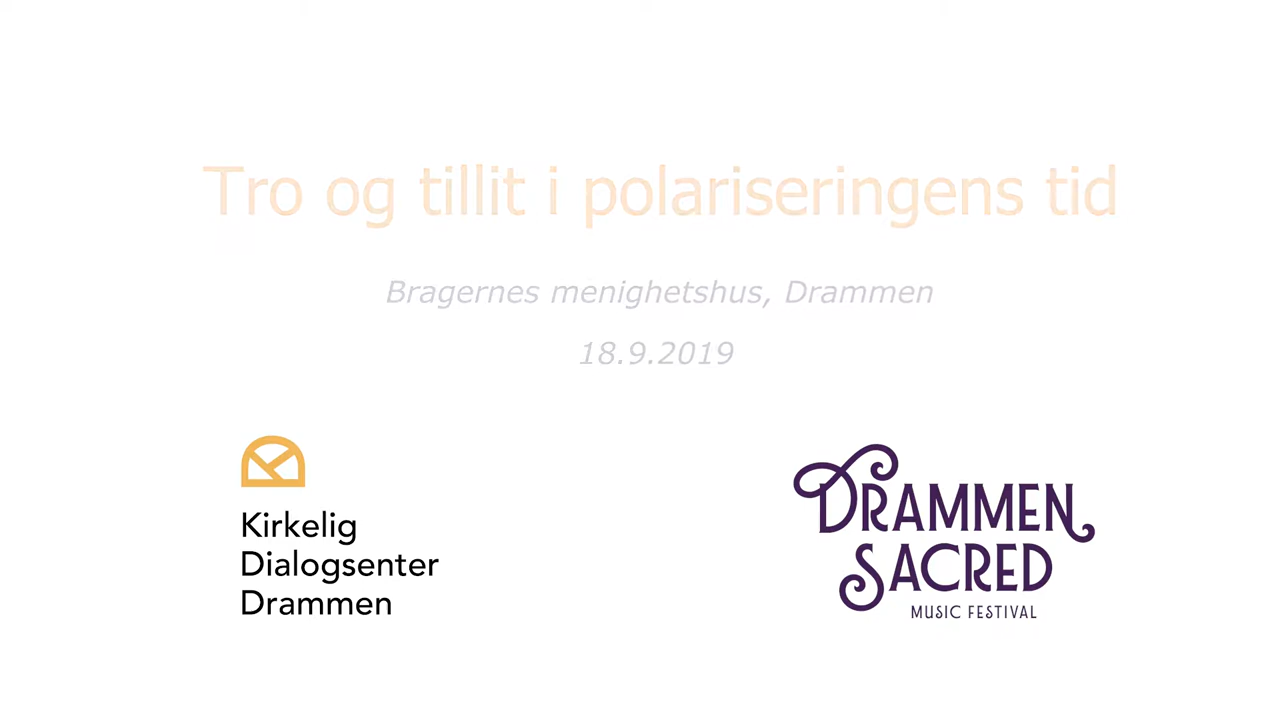 Tro og tillit i polariseringens tid
Bragernes menighetshus, Drammen
18.9.2019
Kirkelig
Dialogsenter
Drammen
DRAMMEN
SACRED
MUSIC FESTIVAL